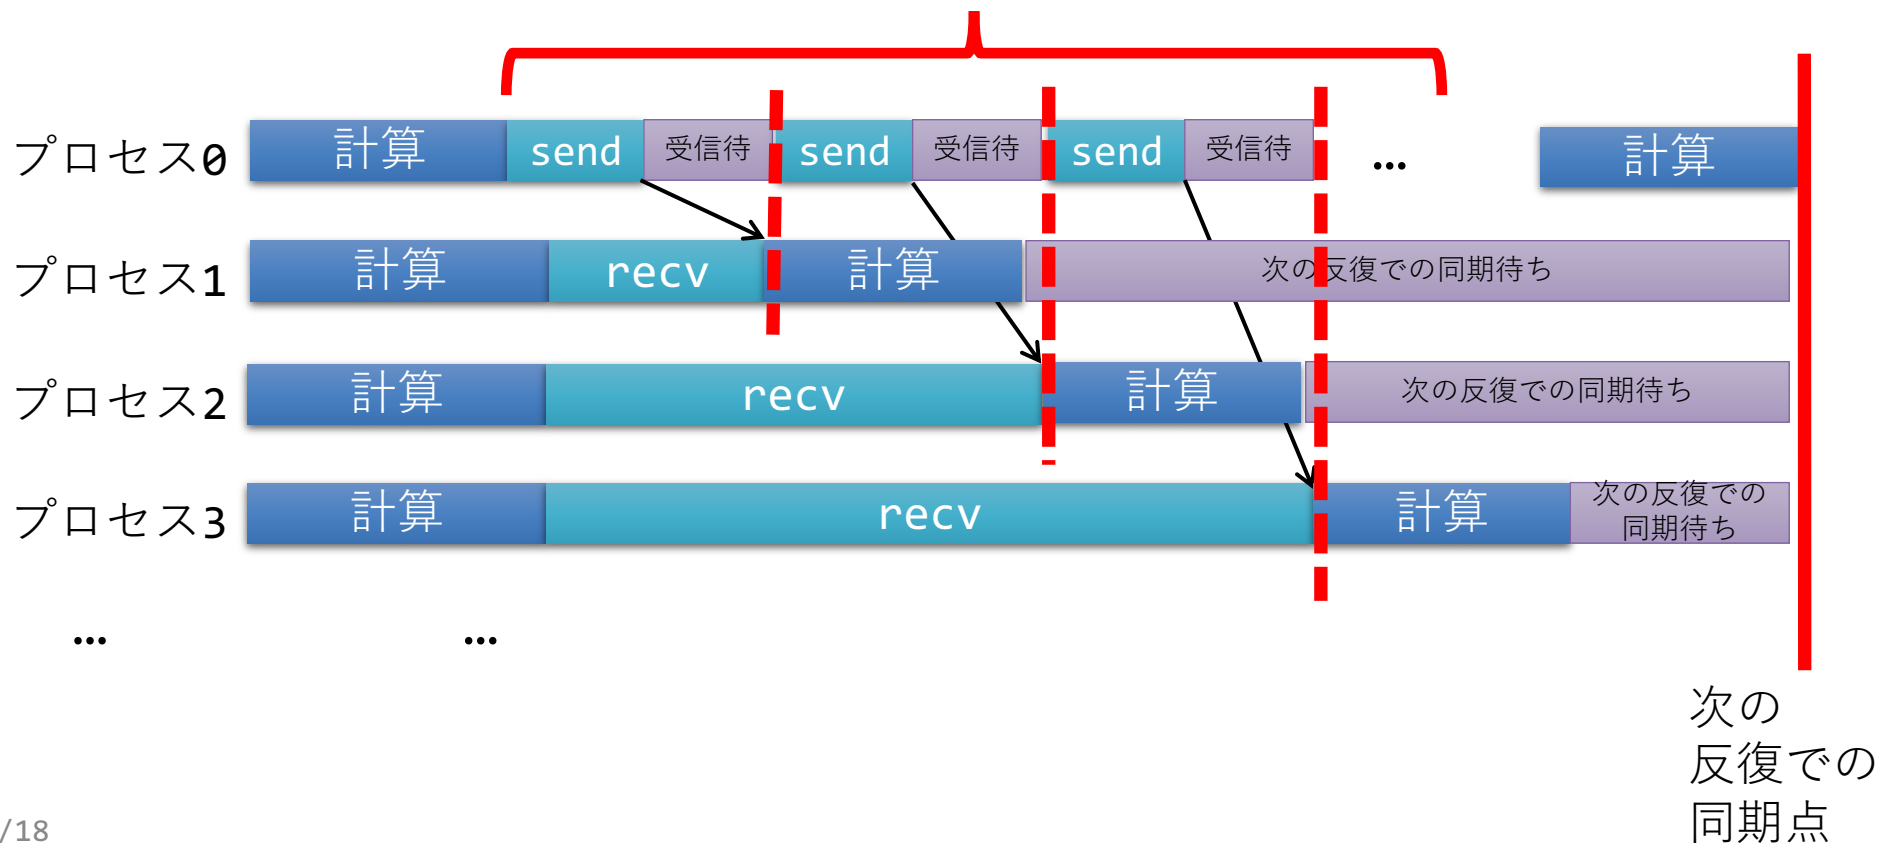 プロセス0 計算 send 受信待 send 受信待 send 受信待 … 計算
プロセス1 計算 recv 計算 次の反復での同期待ち
プロセス2 計算 recv 計算 次の反復での同期待ち
プロセス3 計算 recv 計算 次の反復での
同期待ち
… …
次の
反復での
同期点
/18